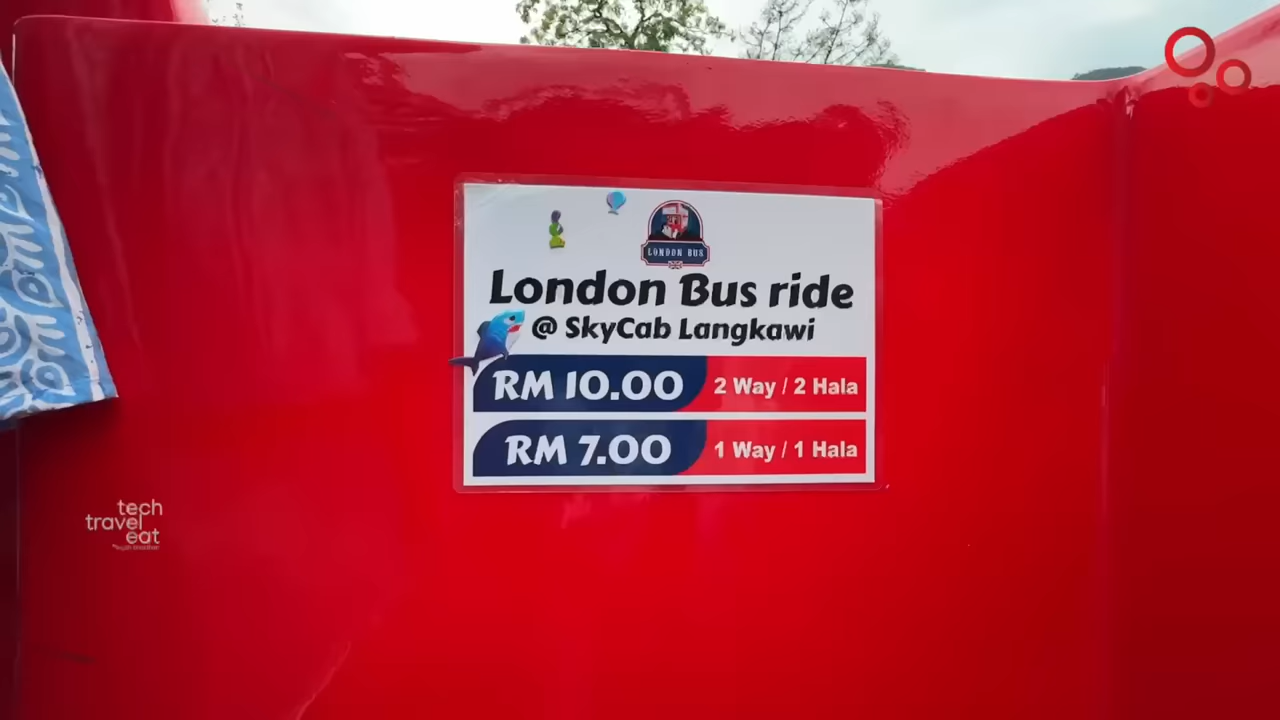 LONDON BUS
London Bus ride
@ SkyCab Langkawi
RM 10.00 2 Way / 2 Hala
RM 7.00 1 Way / 1 Hala
tech
travel
eat